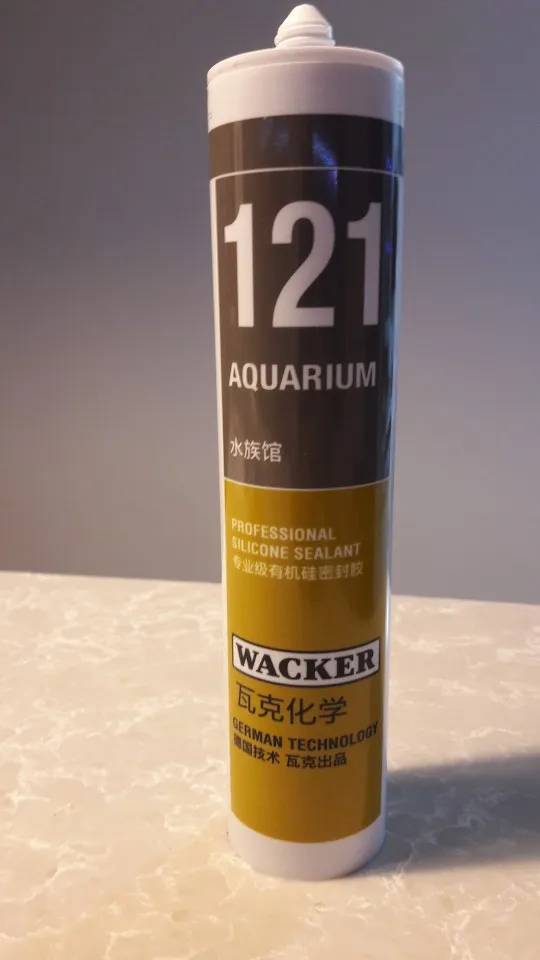 121
AQUARIUM
水族馆
PROFESSIONAL
SILICONE SEALANT
专业级有机硅密封胶
WACKER
瓦克化学
GERMAN TECHNOLOGY
德国技术 瓦克出品